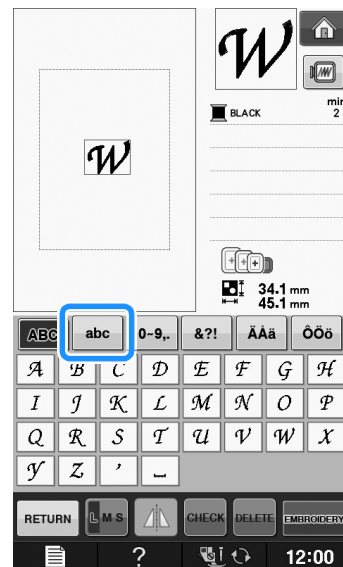 W
W
min
BLACK 2
34.1 mm
45.1 mm
ABC abc 0~9,. &?! ÄÅä ÔÖö
A B C D E F G H
I J K L M N O P
Q R S T U V W X
Y Z ’ _
RETURN L M S CHECK DELETE EMBROIDERY
? 12:00